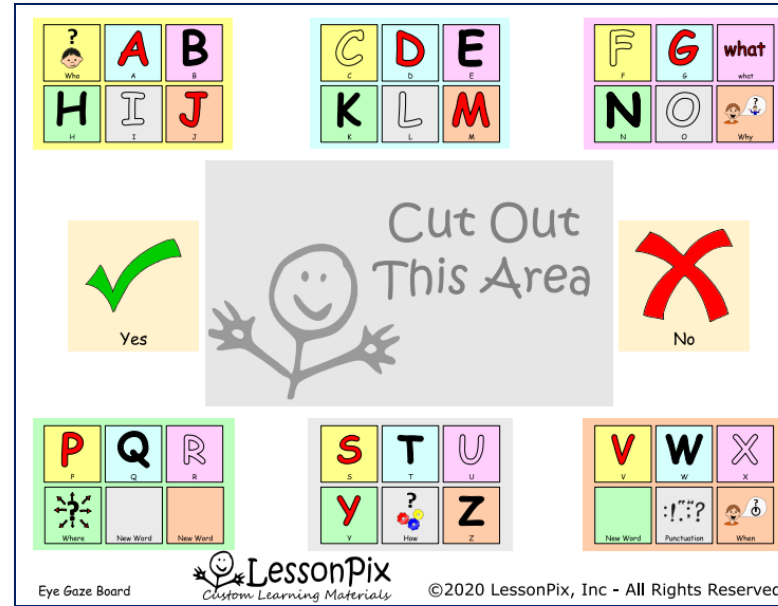 ? A B
Who A B
H I J
H I J
C D E
C D E
K L M
K L M
F G what
F G what
N O ?
N O Why
Yes
Cut Out
This Area
No
P Q R
P Q R
?
Where New Word New Word
S T U
S T U
Y ? Z
Y How Z
V W X
V W X
:!.";?
New Word Punctuation When
Eye Gaze Board
LessonPix
Custom Learning Materials
©2020 LessonPix, Inc - All Rights Reserved